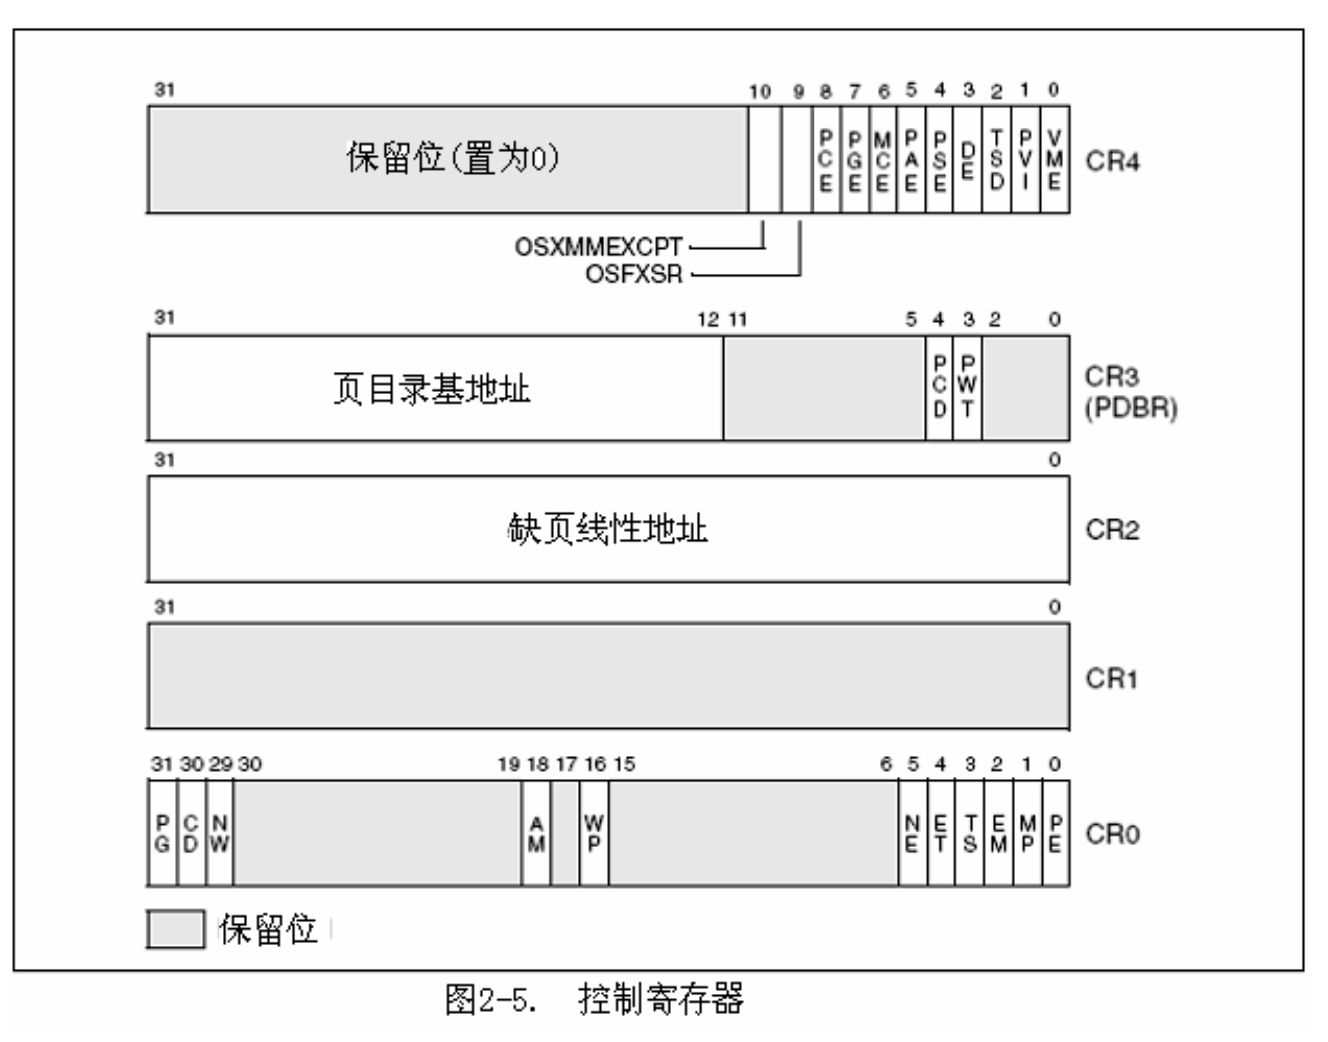 31 10 9 8 7 6 5 4 3 2 1 0
保留位(置为0) PCE PGE MCE PAE PSE DE TSD PVI VME CR4
OSXMMEXCPT
OSFXSR
31 12 11 5 4 3 2 0
页目录基地址 PCD PWT CR3
(PDBR)
31 0
缺页线性地址 CR2
31 0
CR1
31 30 29 30 19 18 17 16 15 6 5 4 3 2 1 0
PG CD NW AM WP NE ET TS EM MP PE CR0
保留位
图2-5. 控制寄存器